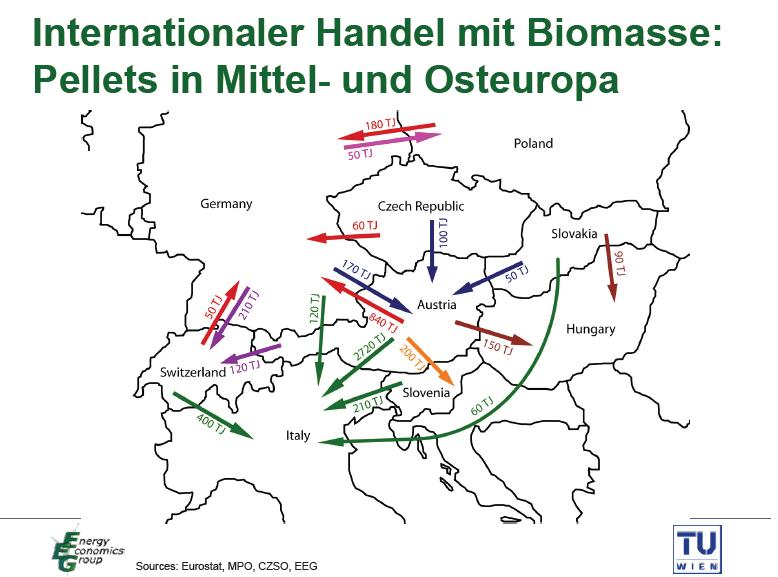 Internationaler Handel mit Biomasse:
Pellets in Mittel- und Osteuropa
180 TJ
50 TJ
Poland
Germany
Czech Republic
60 TJ
100 TJ
Slovakia
90 TJ
170 TJ
50 TJ
50 TJ
210 TJ
120 TJ
Austria
840 TJ
150 TJ
Hungary
2720 TJ
200 TJ
Switzerland
120 TJ
210 TJ
Slovenia
60 TJ
400 TJ
Italy
Energy
Economics
Group
Sources: Eurostat, MPO, CZSO, EEG
TU
WIEN